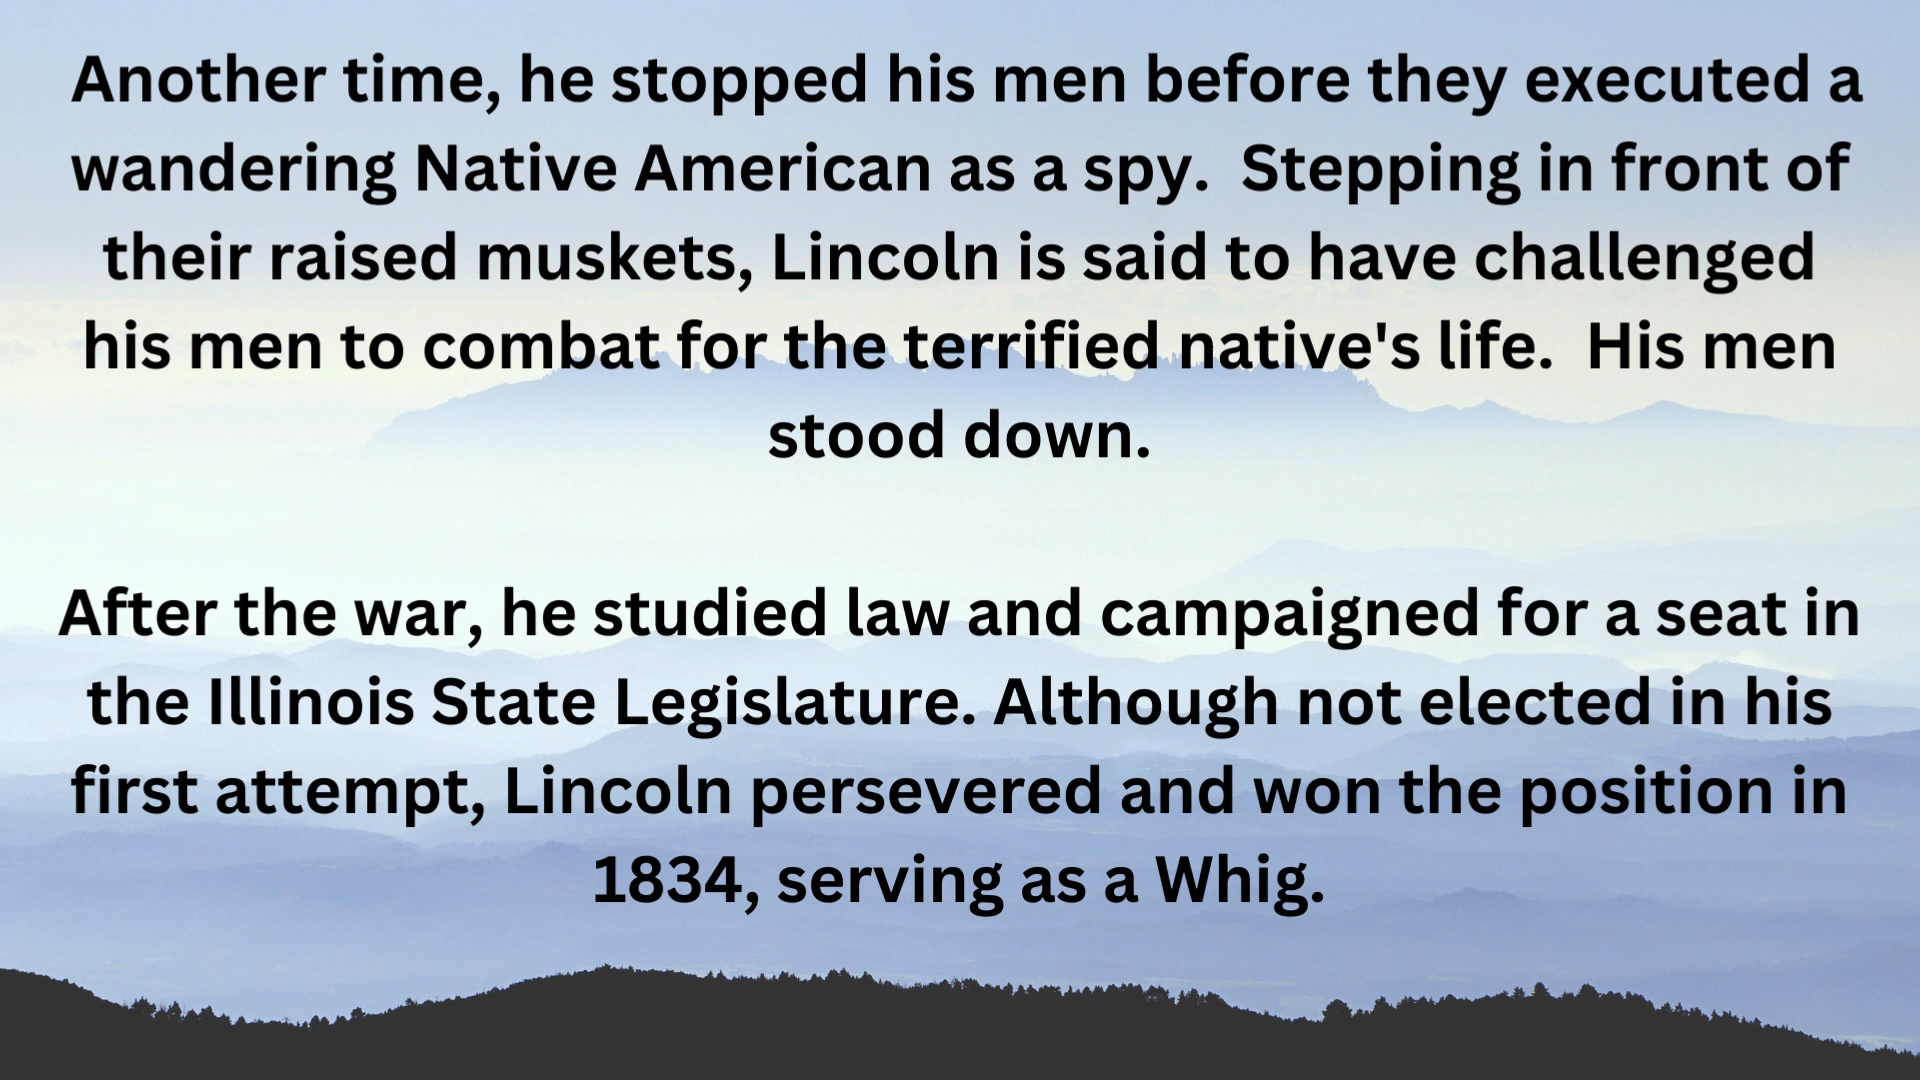 Another time, he stopped his men before they executed a
wandering Native American as a spy.  Stepping in front of
their raised muskets, Lincoln is said to have challenged
his men to combat for the terrified native's life.  His men
stood down.

After the war, he studied law and campaigned for a seat in
the Illinois State Legislature. Although not elected in his
first attempt, Lincoln persevered and won the position in
1834, serving as a Whig.